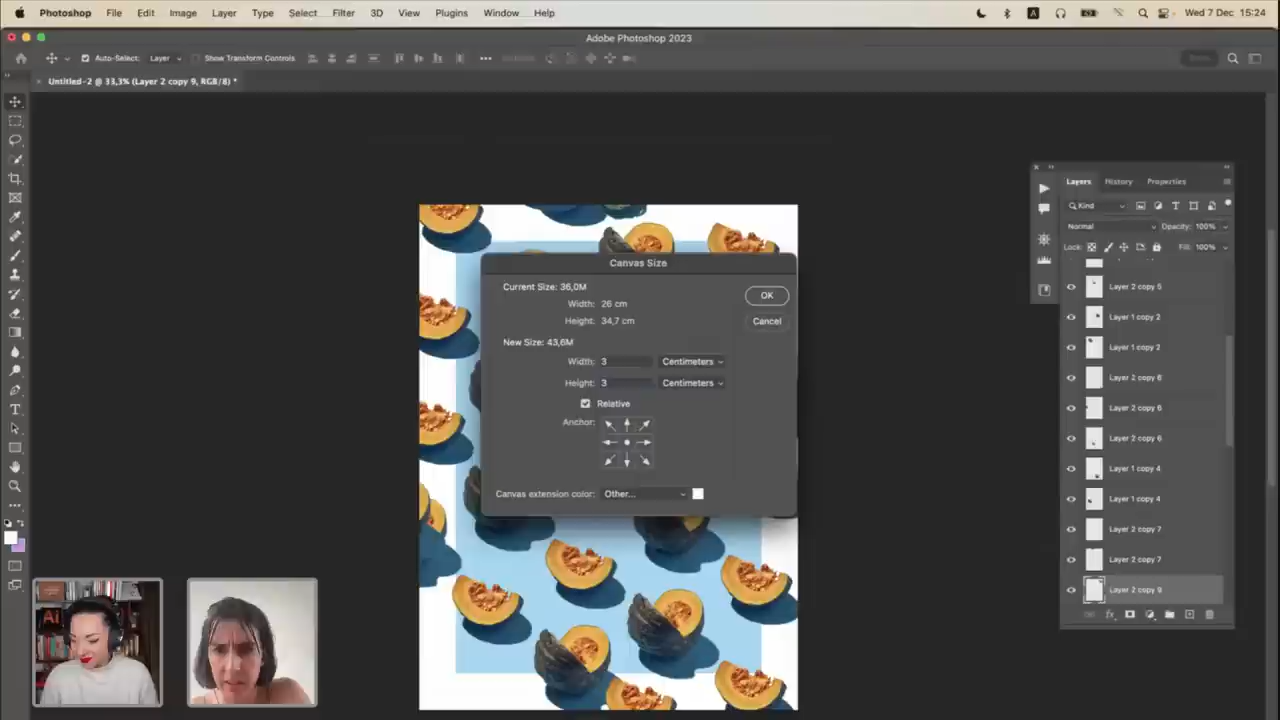 Photoshop File Edit Image Layer Type Select Filter 3D View Plugins Window Help A Wed 7 Dec 15:24
Adobe Photoshop 2023
Auto-Select: Layer Show Transform Controls
Untitled-2 @ 33,3% (Layer 2 copy 9, RGB/8) *
Layers History Properties
Kind
Normal Opacity: 100%
Lock: Fill: 100%
Layer 2 copy 5
Layer 1 copy 2
Layer 1 copy 2
Layer 2 copy 6
Layer 2 copy 6
Layer 2 copy 6
Layer 1 copy 4
Layer 1 copy 4
Layer 2 copy 7
Layer 2 copy 7
Layer 2 copy 9
Canvas Size
Current Size: 36,0M
Width: 26 cm
Height: 34,7 cm
New Size: 43,6M
Width: 3 Centimeters
Height: 3 Centimeters
Relative
Anchor:
Canvas extension color: Other...
OK
Cancel
AI